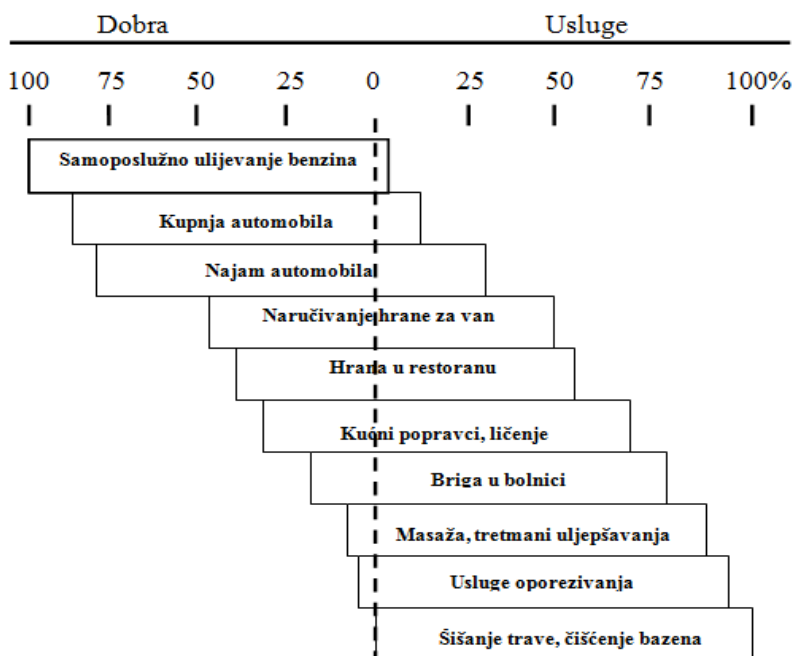 Dobra Usluge
100 75 50 25 0 25 50 75 100%
Samoposlužno ulijevanje benzina
Kupnja automobila
Najam automobila
Naručivanje hrane za van
Hrana u restoranu
Kućni popravci, ličenje
Briga u bolnici
Masaža, tretmani uljepšavanja
Usluge oporezivanja
Šišanje trave, čišćenje bazena